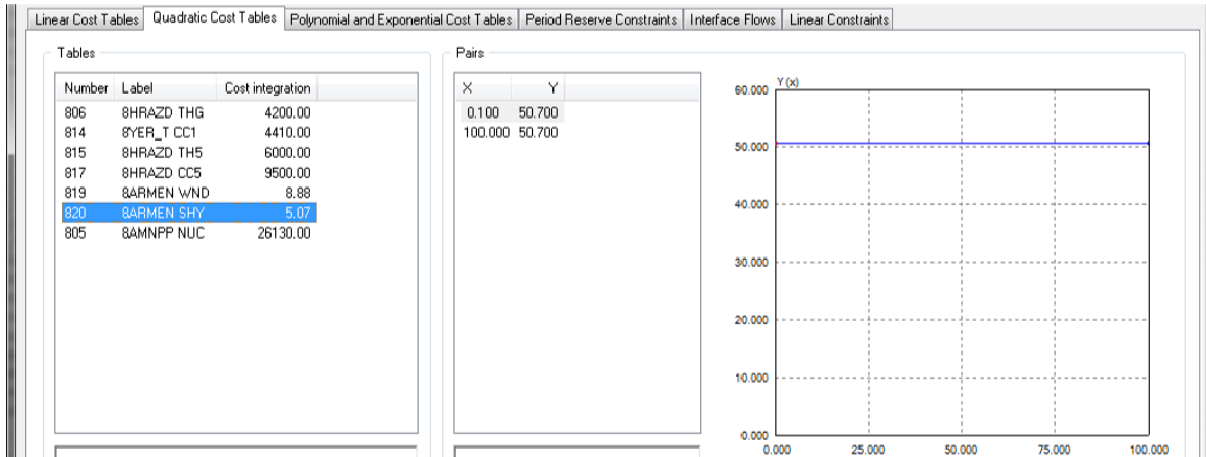 Linear Cost Tables Quadratic Cost Tables Polynomial and Exponential Cost Tables Period Reserve Constraints Interface Flows Linear Constraints
Tables
Number Label Cost integration
806 8HRAZD THG 4200.00
814 8YER_T CC1 4410.00
815 8HRAZD TH5 6000.00
817 8HRAZD CC5 9500.00
819 8ARMEN WND 8.88
820 8ARMEN SHY 5.07
805 8AMNPP NUC 26130.00
Pairs
X Y
0.100 50.700
100.000 50.700
Y (x)
60.000
50.000
40.000
30.000
20.000
10.000
0.000
0.000 25.000 50.000 75.000 100.000